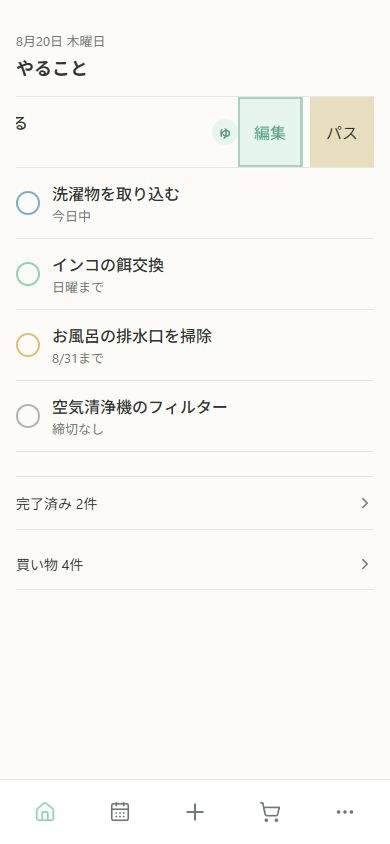 8月20日 木曜日
やること
る
ゅ 編集 パス
洗濯物を取り込む
今日中
インコの餌交換
日曜まで
お風呂の排水口を掃除
8/31まで
空気清浄機のフィルター
締切なし
完了済み 2件
買い物 4件